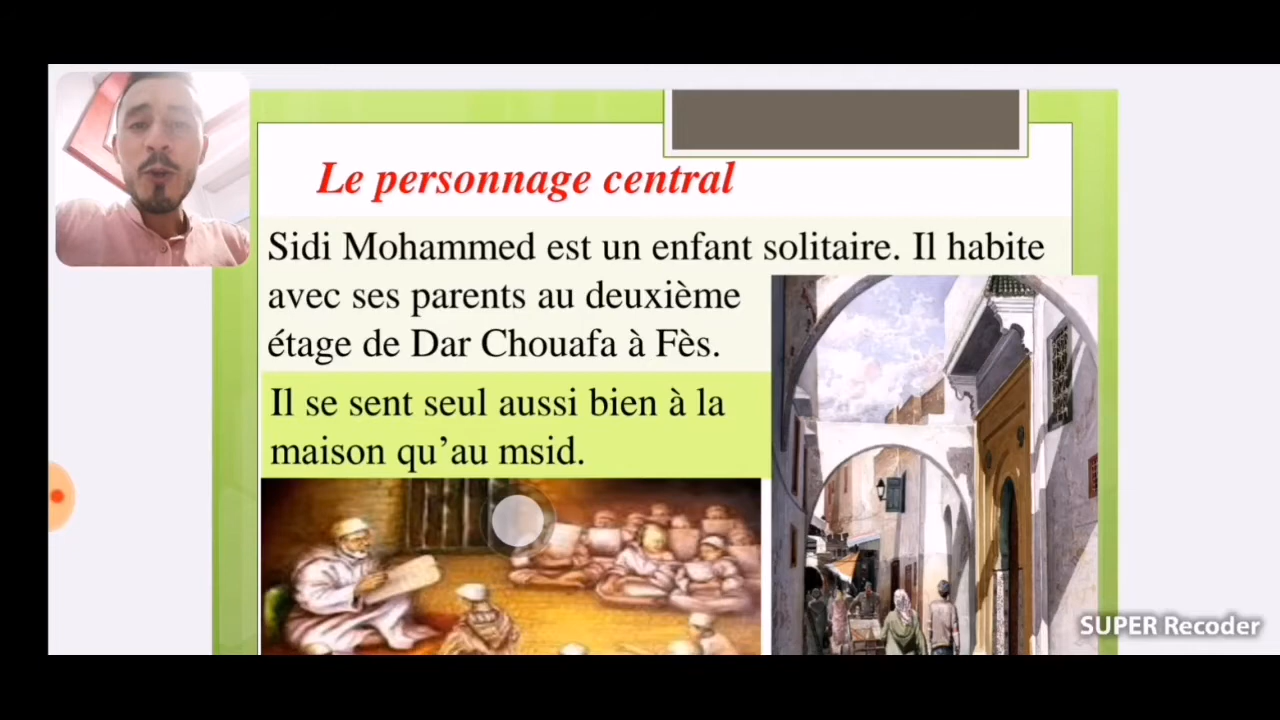 Le personnage central
Sidi Mohammed est un enfant solitaire. Il habite
avec ses parents au deuxième
étage de Dar Chouafa à Fès.
Il se sent seul aussi bien à la
maison qu’au msid.
SUPER Recoder